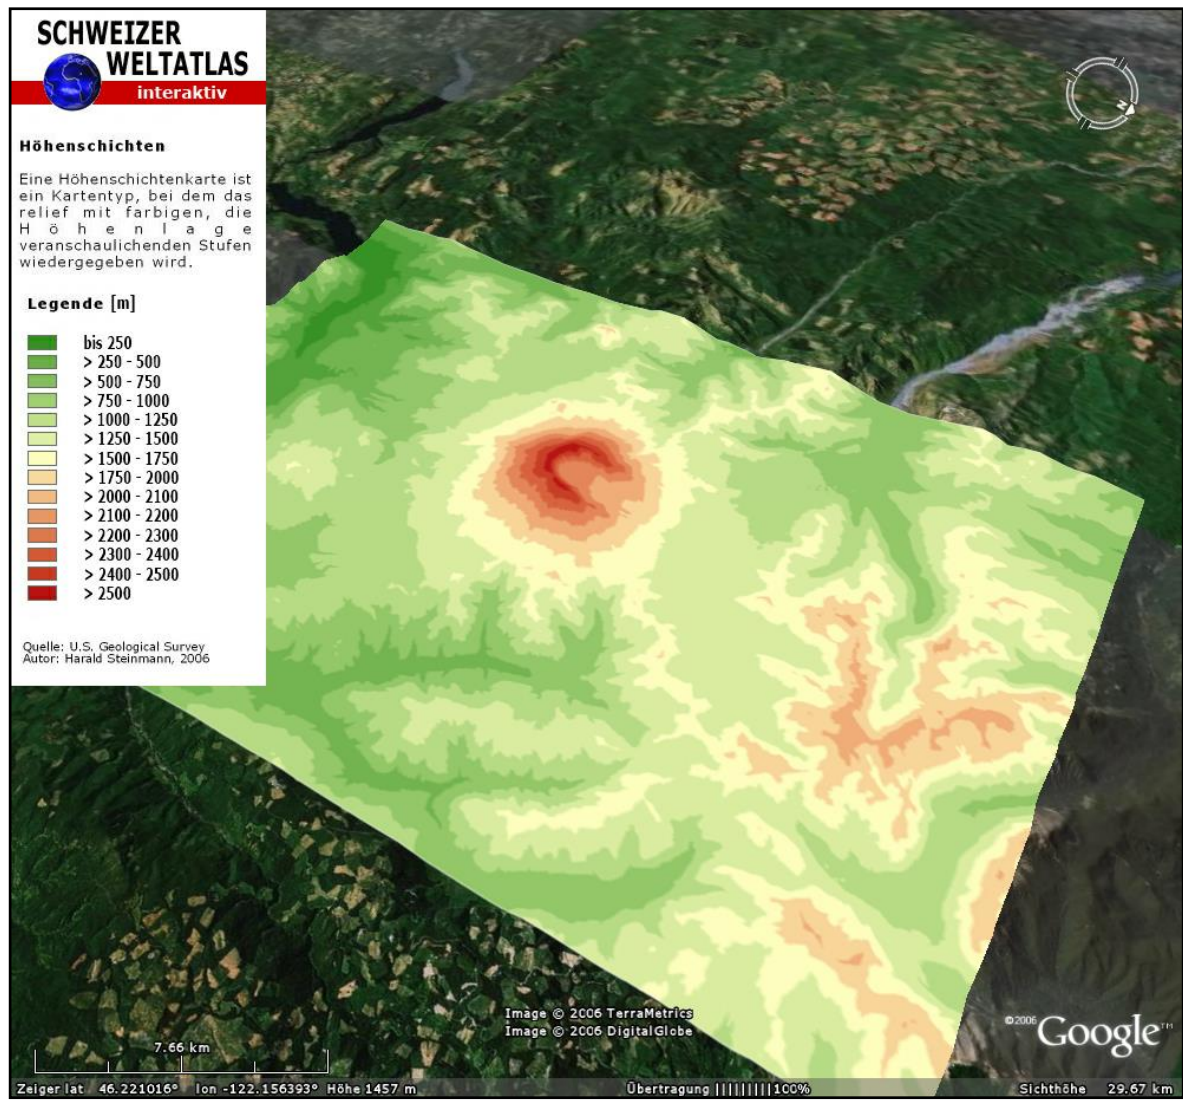 SCHWEIZER
WELTATLAS
interaktiv
Höhenschichten
Eine Höhenschichtenkarte ist
ein Kartentyp, bei dem das
relief mit farbigen, die
Höhenlage
veranschaulichenden Stufen
wiedergegeben wird.
Legende [m]
bis 250
> 250 - 500
> 500 - 750
> 750 - 1000
> 1000 - 1250
> 1250 - 1500
> 1500 - 1750
> 1750 - 2000
> 2000 - 2100
> 2100 - 2200
> 2200 - 2300
> 2300 - 2400
> 2400 - 2500
> 2500
Quelle: U.S. Geological Survey
Autor: Harald Steinmann, 2006
N
Image © 2006 TerraMetrics
Image © 2006 DigitalGlobe
©2006 Google™
7.66 km
Zeiger lat 46.221016° lon -122.156393° Höhe 1457 m Übertragung |||||||||100% Sichthöhe 29.67 km